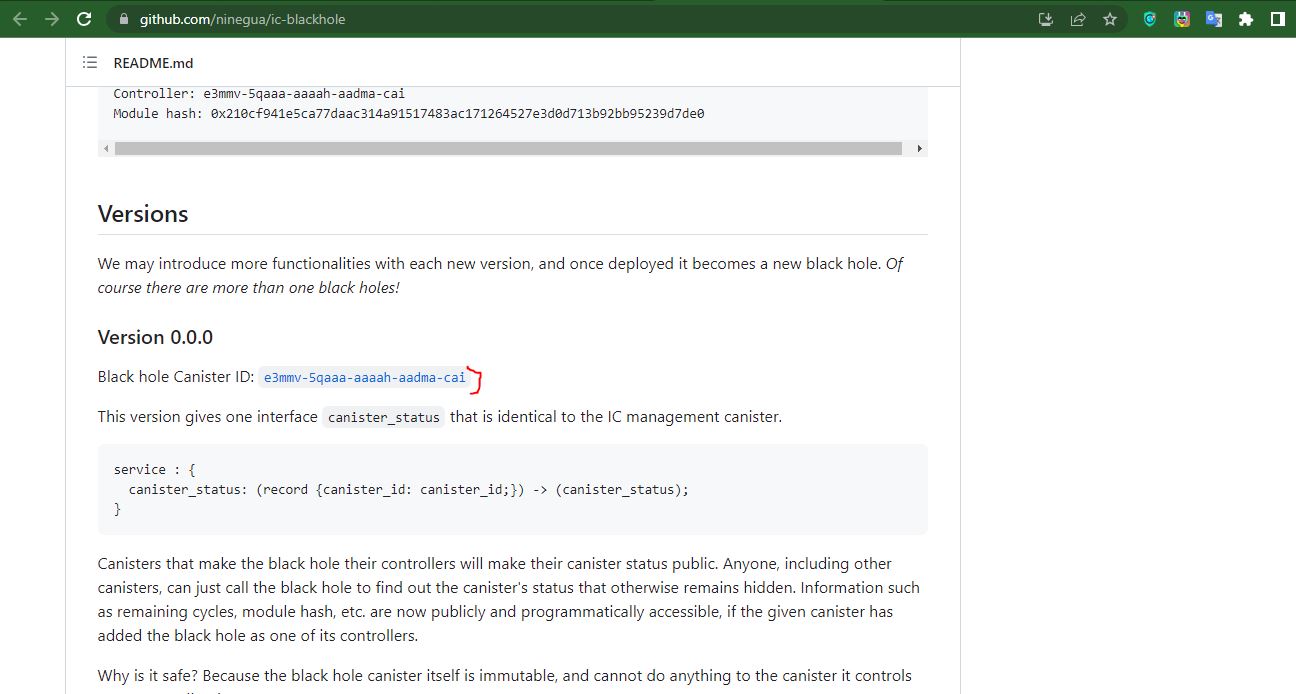 github.com/ninegua/ic-blackhole
README.md
Controller: e3mmv-5qaaa-aaaah-aadma-cai
Module hash: 0x210cf941e5ca77daac314a91517483ac171264527e3d0d713b92bb95239d7de0
Versions
We may introduce more functionalities with each new version, and once deployed it becomes a new black hole. Of
course there are more than one black holes!
Version 0.0.0
Black hole Canister ID: e3mmv-5qaaa-aaaah-aadma-cai
This version gives one interface canister_status that is identical to the IC management canister.
service : {
  canister_status: (record {canister_id: canister_id;}) -> (canister_status);
}
Canisters that make the black hole their controllers will make their canister status public. Anyone, including other
canisters, can just call the black hole to find out the canister's status that otherwise remains hidden. Information such
as remaining cycles, module hash, etc. are now publicly and programmatically accessible, if the given canister has
added the black hole as one of its controllers.
Why is it safe? Because the black hole canister itself is immutable, and cannot do anything to the canister it controls